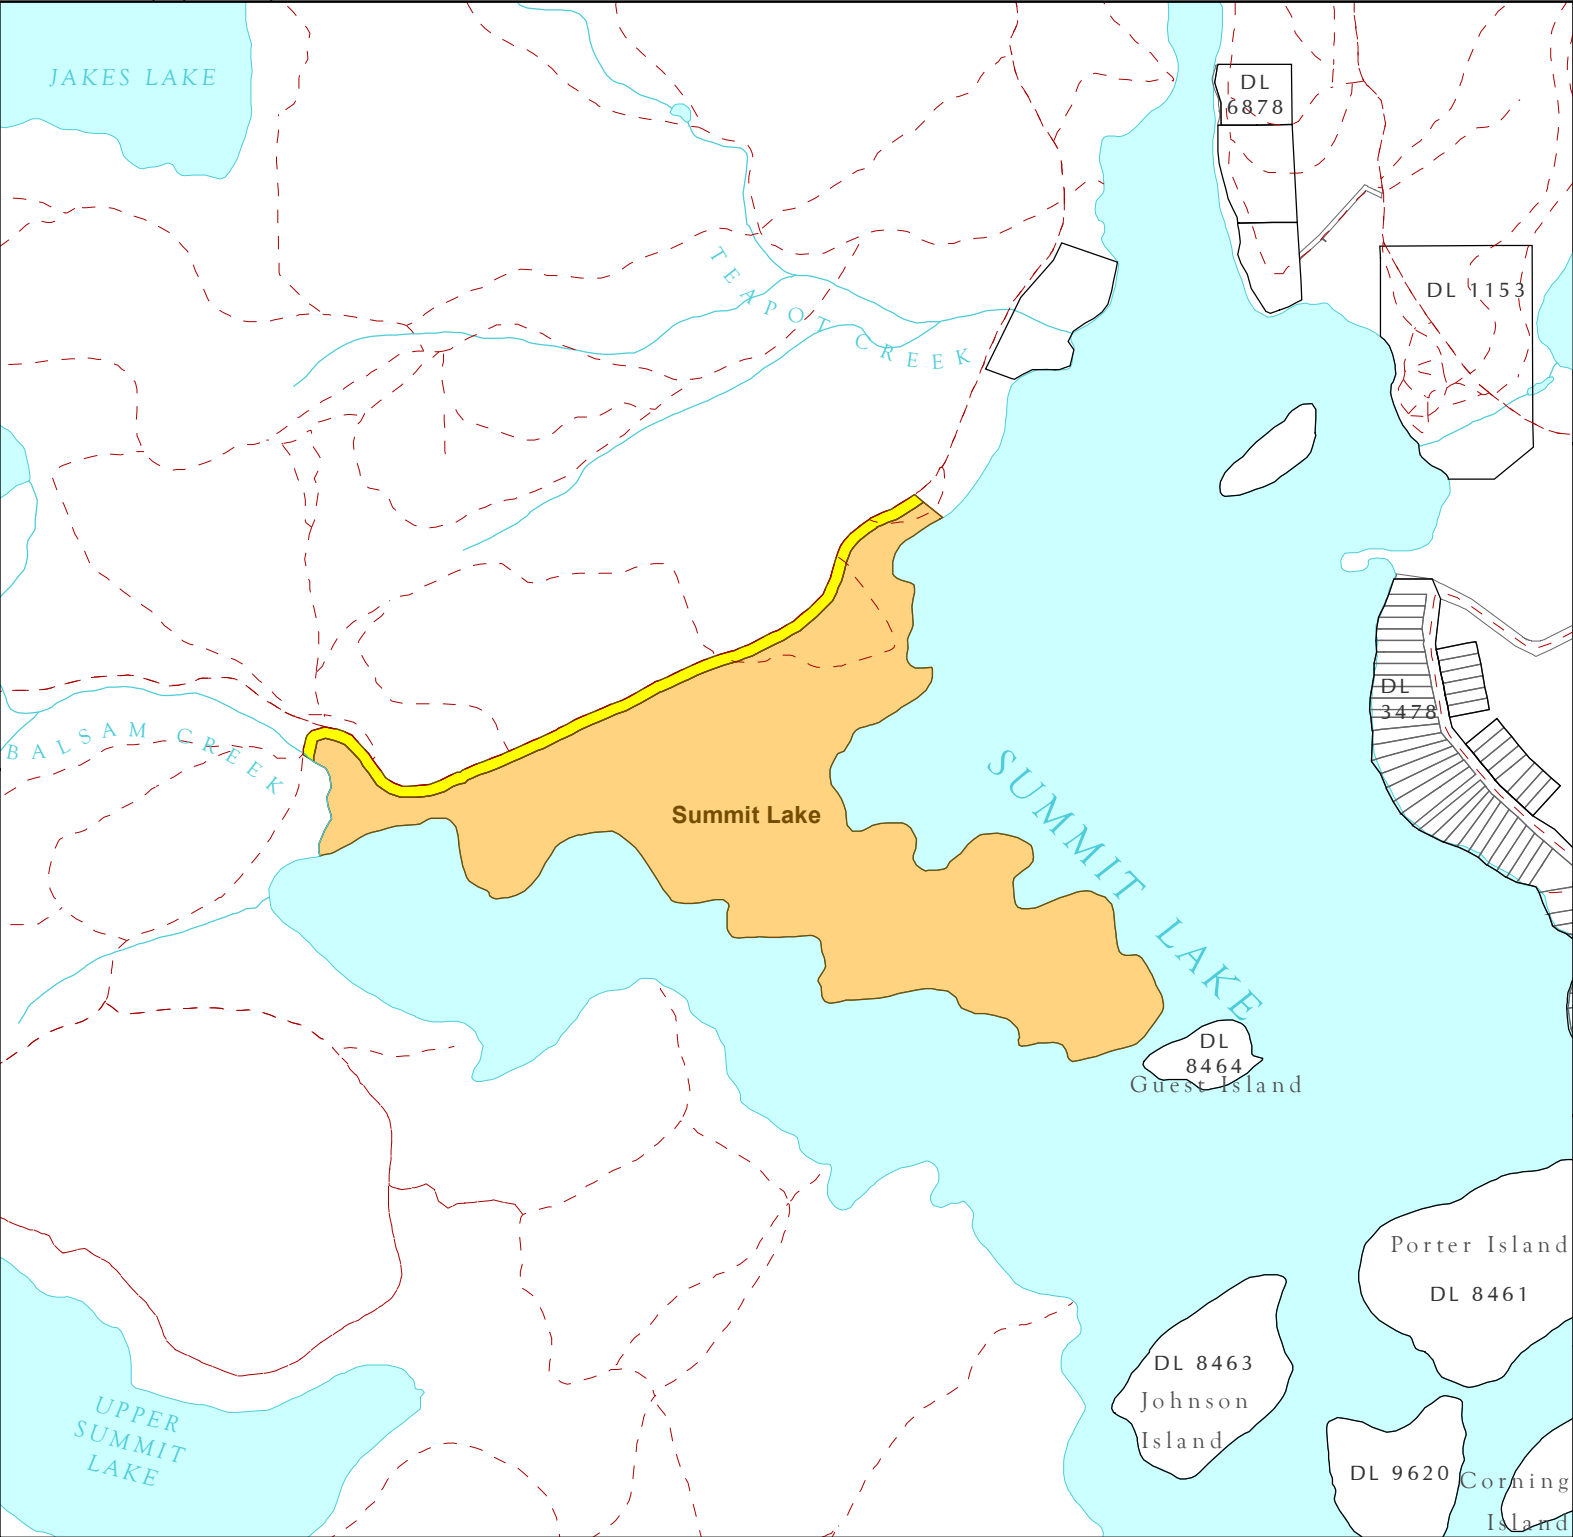 JAKES LAKE
DL
6878
TEAPOT CREEK
DL 1153
DL
3478
BALSAM CREEK
Summit Lake
SUMMIT LAKE
DL
8464
Guest Island
Porter Island
DL 8461
DL 8463
Johnson
Island
UPPER
SUMMIT
LAKE
DL 9620
Corning
Island